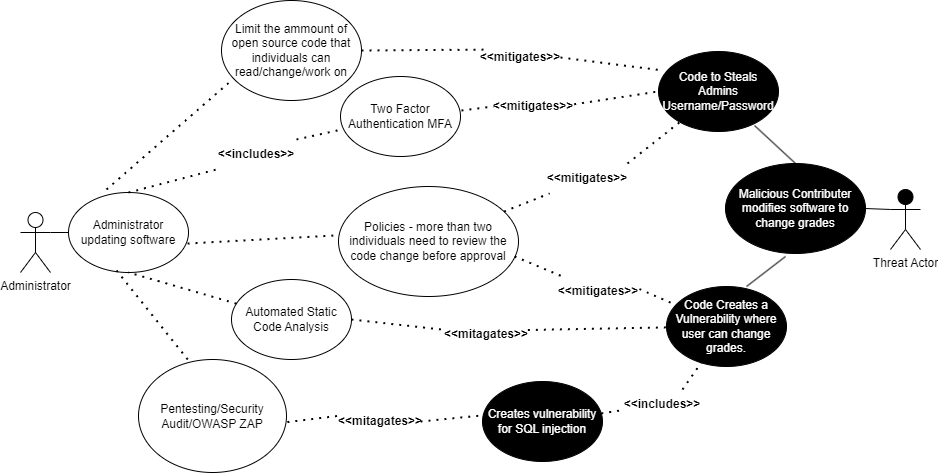 Limit the ammount of
open source code that
individuals can
read/change/work on
<<mitigates>>
Code to Steals
Admins
Username/Password
Two Factor
Authentication MFA
<<mitigates>>
<<includes>>
<<mitigates>>
Administrator
updating software
Policies - more than two
individuals need to review the
code change before approval
Malicious Contributer
modifies software to
change grades
Administrator
Threat Actor
<<mitigates>>
Automated Static
Code Analysis
<<mitagates>>
Code Creates a
Vulnerability where
user can change
grades.
Pentesting/Security
Audit/OWASP ZAP
<<mitagates>>
Creates vulnerability
for SQL injection
<<includes>>